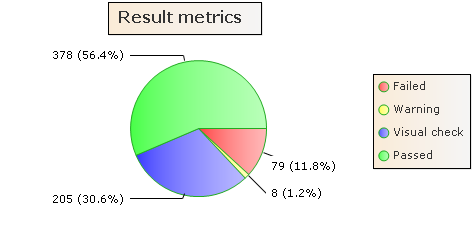 Result metrics
378 (56.4%)
Failed
Warning
Visual check
Passed
79 (11.8%)
8 (1.2%)
205 (30.6%)